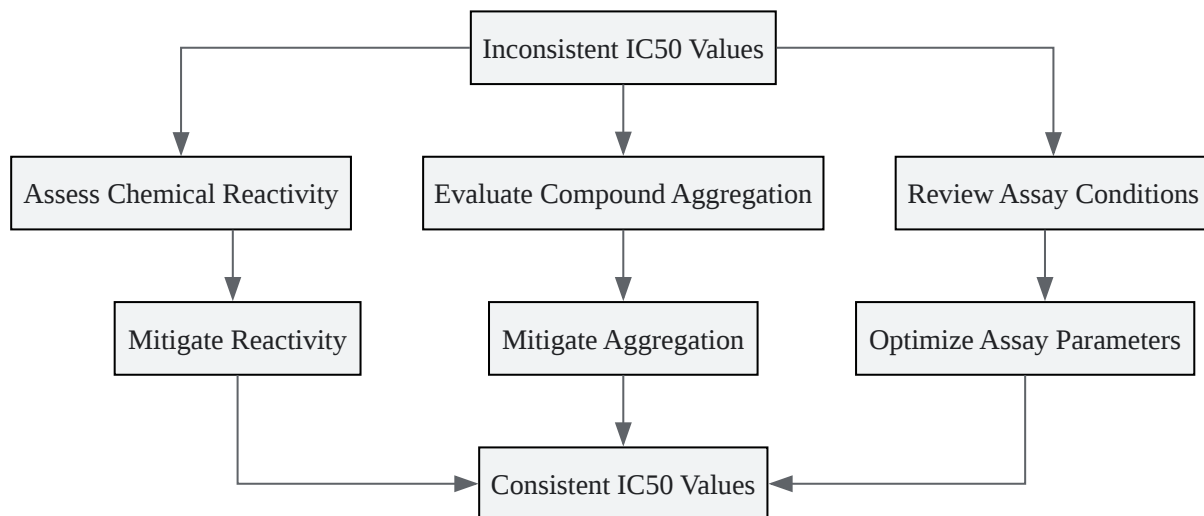 Inconsistent IC50 Values
Assess Chemical Reactivity
Evaluate Compound Aggregation
Review Assay Conditions
Mitigate Reactivity
Mitigate Aggregation
Optimize Assay Parameters
Consistent IC50 Values